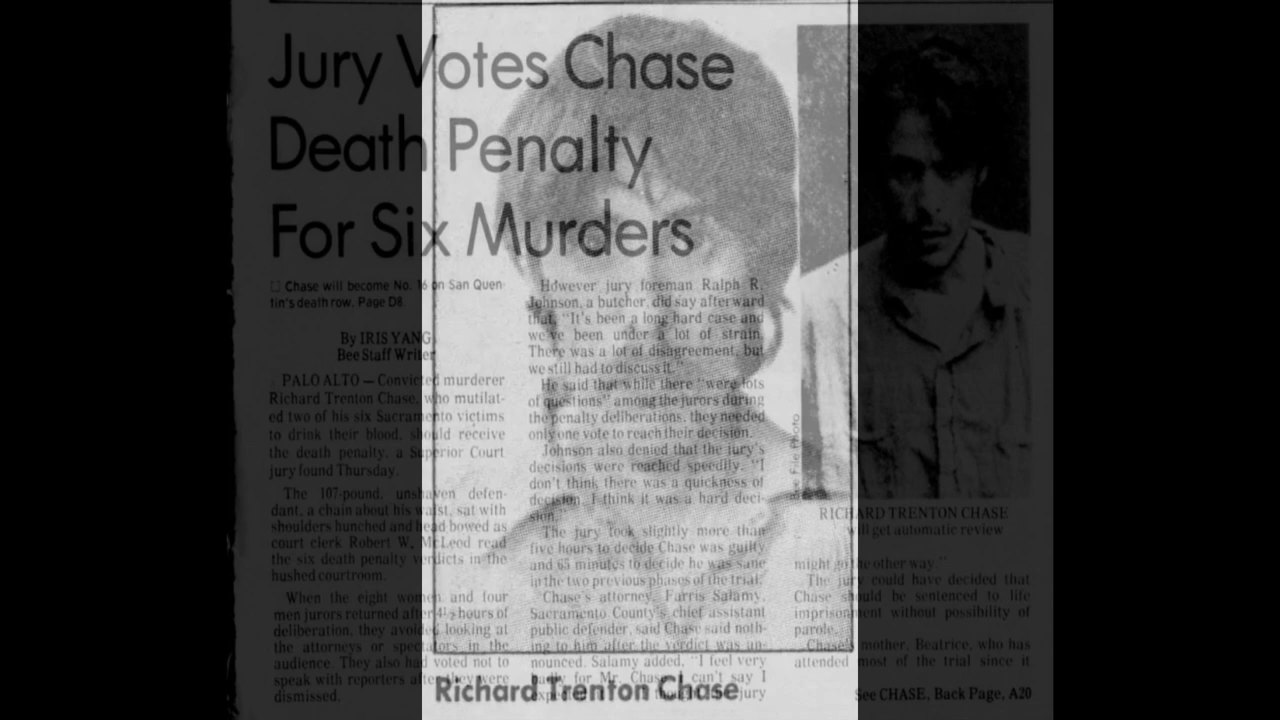 Jury Votes Chase
Death Penalty
For Six Murders
□ Chase will become No. 16 on San Quen-
tin's death row. Page D8
By IRIS YANG
Bee Staff Writer
PALO ALTO — Convicted murderer
Richard Trenton Chase, who mutilat-
ed two of his six Sacramento victims
to drink their blood, should receive
the death penalty, a Superior Court
jury found Thursday.
The 107-pound, unshaven defen-
dant, a chain about his waist, sat with
shoulders hunched and head bowed as
court clerk Robert W. McLeod read
the six death penalty verdicts in the
hushed courtroom.
When the eight women and four
men jurors returned after 4½ hours of
deliberation, they avoided looking at
the attorneys or spectators in the
audience. They also had voted not to
speak with reporters after they were
dismissed.
However jury foreman Ralph R.
Johnson, a butcher, did say afterward
that, "It's been a long hard case and
we've been under a lot of strain.
There was a lot of disagreement, but
we still had to discuss it."
He said that while there "were lots
of questions" among the jurors during
the penalty deliberations, they needed
only one vote to reach their decision.
Johnson also denied that the jury's
decisions were reached speedily. "I
don't think there was a quickness of
decision. I think it was a hard deci-
sion."
The jury took slightly more than
five hours to decide Chase was guilty
and 65 minutes to decide he was sane
in the two previous phases of the trial.
Chase's attorney, Farris Salamy,
Sacramento County's chief assistant
public defender, said Chase said noth-
ing to him after the verdict was an-
nounced. Salamy added, "I feel very
badly for Mr. Chase. I can't say I
jury
Bee File Photo
RICHARD TRENTON CHASE
will get automatic review
might go the other way."
The jury could have decided that
Chase should be sentenced to life
imprisonment without possibility of
parole.
Chase's mother, Beatrice, who has
attended most of the trial since it
See CHASE, Back Page, A20
Richard Trenton Chase